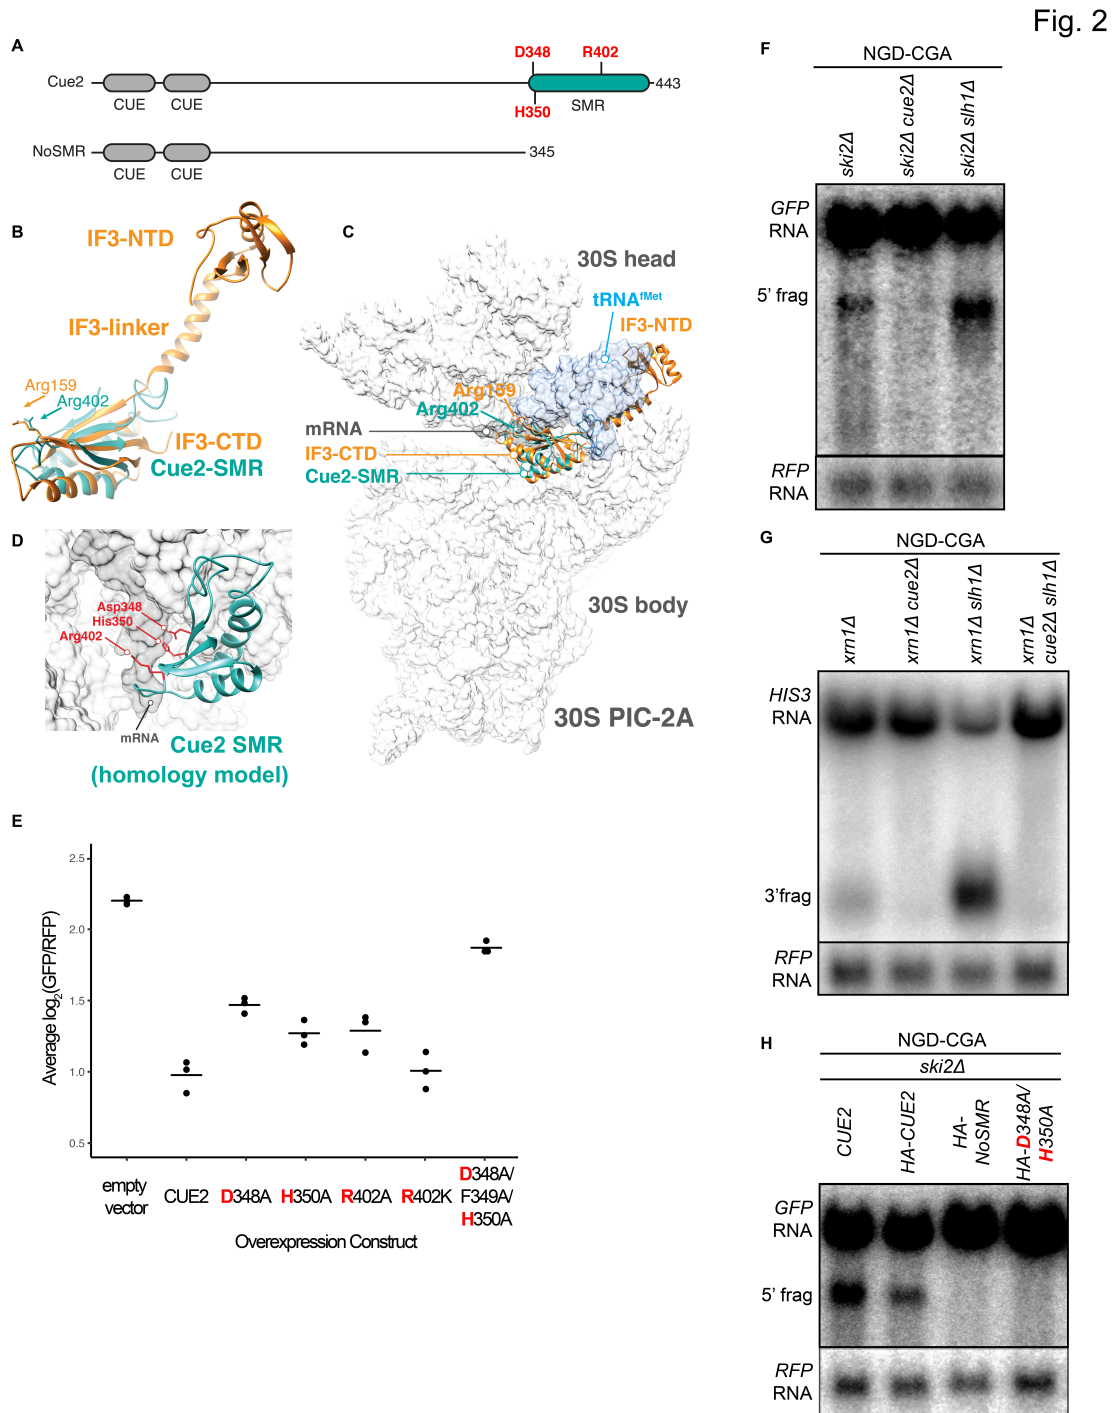 Fig. 2
A
D348
R402
Cue2
443
CUE
CUE
H350
SMR
NoSMR
345
CUE
CUE
B
IF3-NTD
IF3-linker
Arg159
Arg402
IF3-CTD
Cue2-SMR
C
30S head
tRNAfMet
IF3-NTD
Arg159
Arg402
mRNA
IF3-CTD
Cue2-SMR
30S body
30S PIC-2A
D
Asp348
His350
Arg402
mRNA
Cue2 SMR
(homology model)
E
Average log2(GFP/RFP)
2.5
2.0
1.5
1.0
0.5
empty
vector
CUE2
D348A
H350A
R402A
R402K
D348A/
F349A/
H350A
Overexpression Construct
F
NGD-CGA
ski2Δ
ski2Δ cue2Δ
ski2Δ slh1Δ
GFP
RNA
5' frag
RFP
RNA
G
NGD-CGA
xrn1Δ
xrn1Δ cue2Δ
xrn1Δ slh1Δ
xrn1Δ
cue2Δ slh1Δ
HIS3
RNA
3'frag
RFP
RNA
H
NGD-CGA
ski2Δ
CUE2
HA-CUE2
HA-
NoSMR
HA-D348A/
H350A
GFP
RNA
5' frag
RFP
RNA